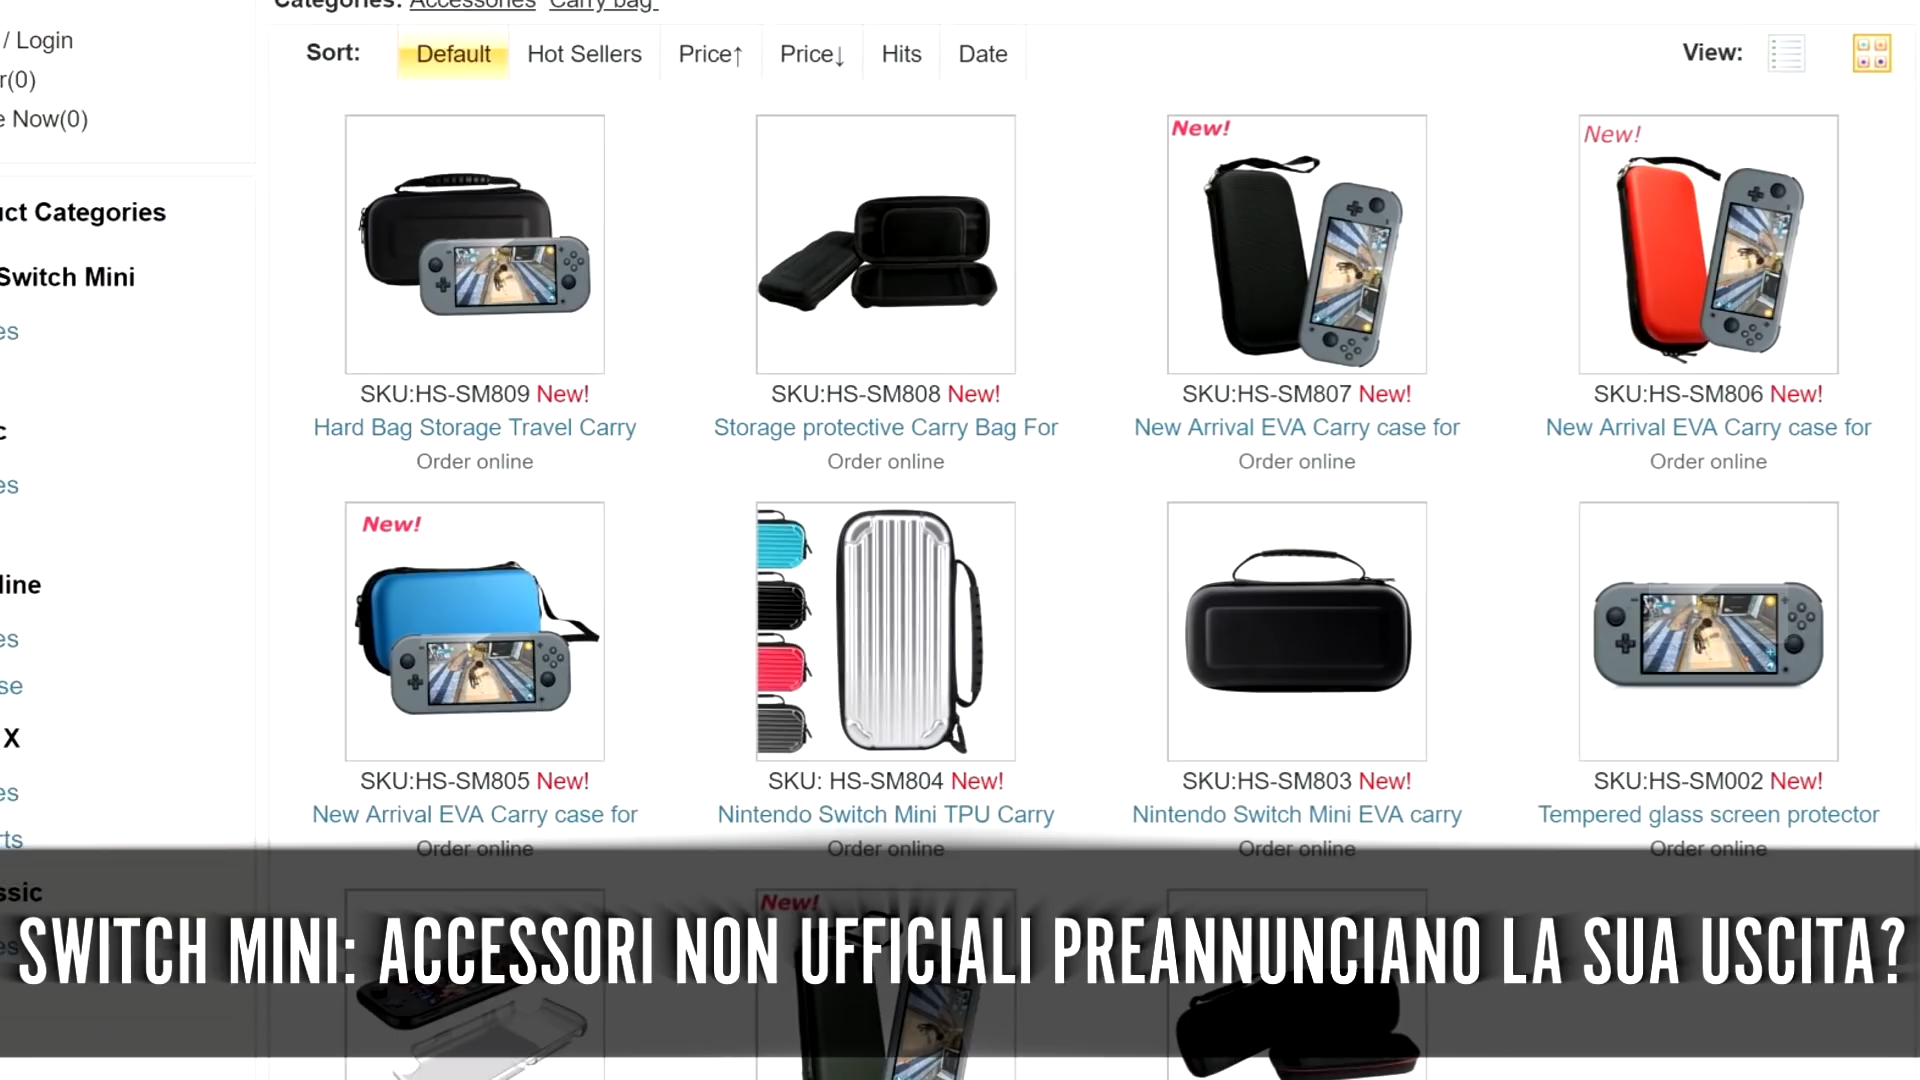 Categories: Accessories Carry bag
/ Login
r(0)
e Now(0)
Sort: Default Hot Sellers Price↑ Price↓ Hits Date View:
uct Categories
Switch Mini
es
c
es
line
es
se
X
es
rts
ssic
es
New!
New!
SKU:HS-SM809 New!
Hard Bag Storage Travel Carry
Order online
SKU:HS-SM808 New!
Storage protective Carry Bag For
Order online
SKU:HS-SM807 New!
New Arrival EVA Carry case for
Order online
SKU:HS-SM806 New!
New Arrival EVA Carry case for
Order online
New!
SKU:HS-SM805 New!
New Arrival EVA Carry case for
Order online
SKU: HS-SM804 New!
Nintendo Switch Mini TPU Carry
Order online
SKU:HS-SM803 New!
Nintendo Switch Mini EVA carry
Order online
SKU:HS-SM002 New!
Tempered glass screen protector
Order online
New!
SWITCH MINI: ACCESSORI NON UFFICIALI PREANNUNCIANO LA SUA USCITA?